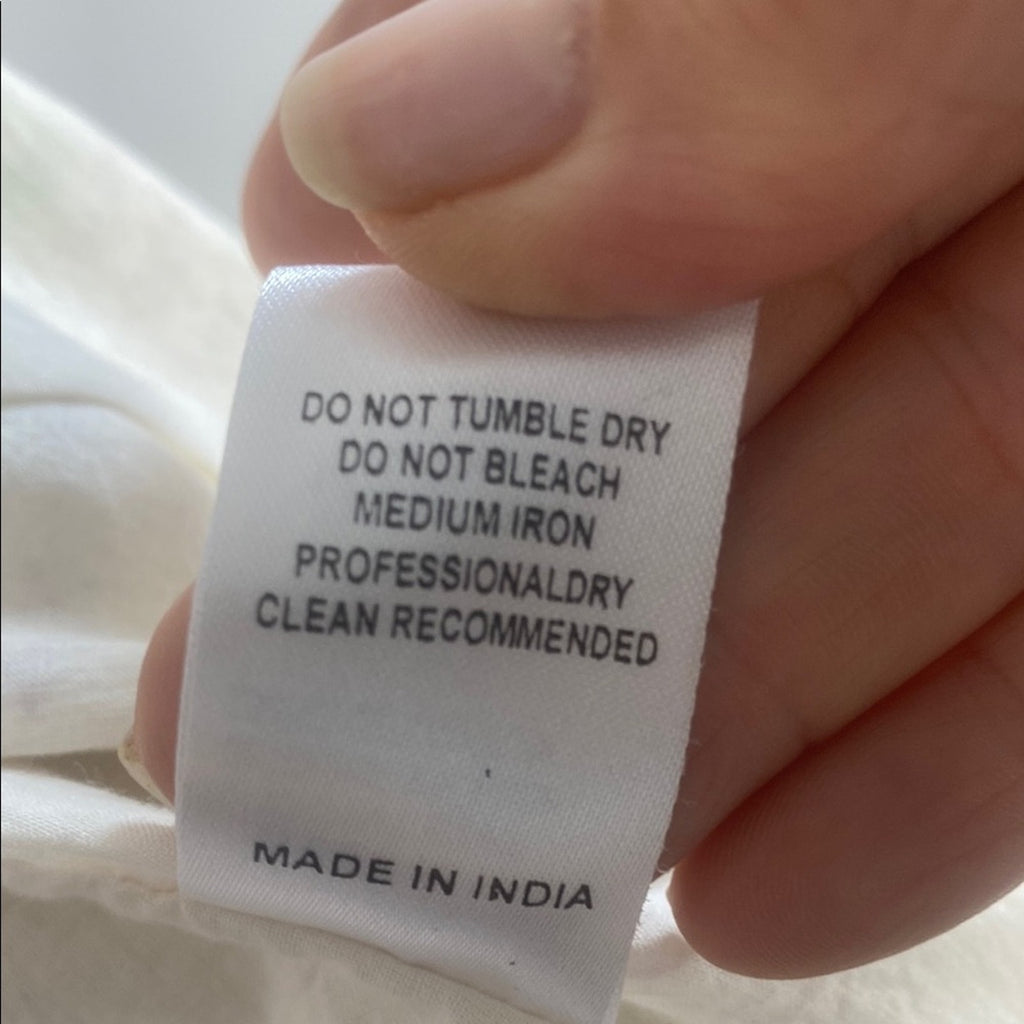 DO NOT TUMBLE DRY
DO NOT BLEACH
MEDIUM IRON
PROFESSIONALDRY
CLEAN RECOMMENDED
MADE IN INDIA